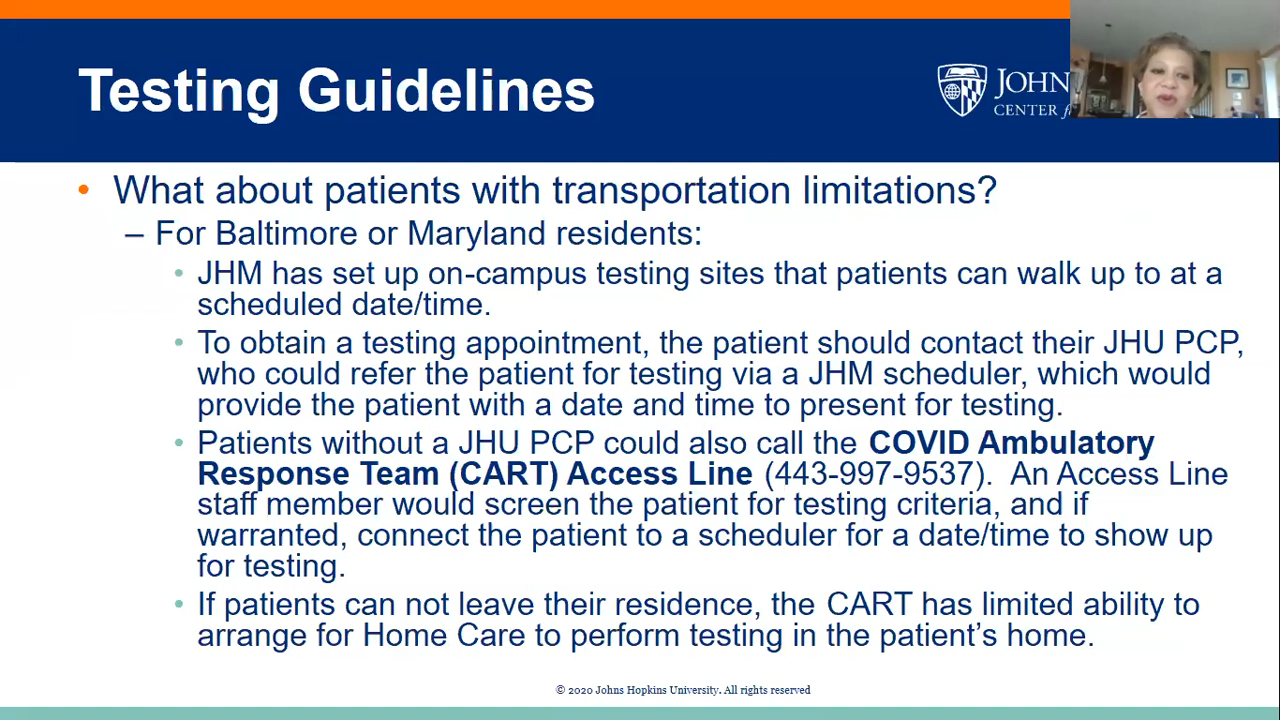 Testing Guidelines
JOHN
CENTER f
• What about patients with transportation limitations?
– For Baltimore or Maryland residents:
• JHM has set up on-campus testing sites that patients can walk up to at a
scheduled date/time.
• To obtain a testing appointment, the patient should contact their JHU PCP,
who could refer the patient for testing via a JHM scheduler, which would
provide the patient with a date and time to present for testing.
• Patients without a JHU PCP could also call the COVID Ambulatory
Response Team (CART) Access Line (443-997-9537).  An Access Line
staff member would screen the patient for testing criteria, and if
warranted, connect the patient to a scheduler for a date/time to show up
for testing.
• If patients can not leave their residence, the CART has limited ability to
arrange for Home Care to perform testing in the patient’s home.
© 2020 Johns Hopkins University. All rights reserved